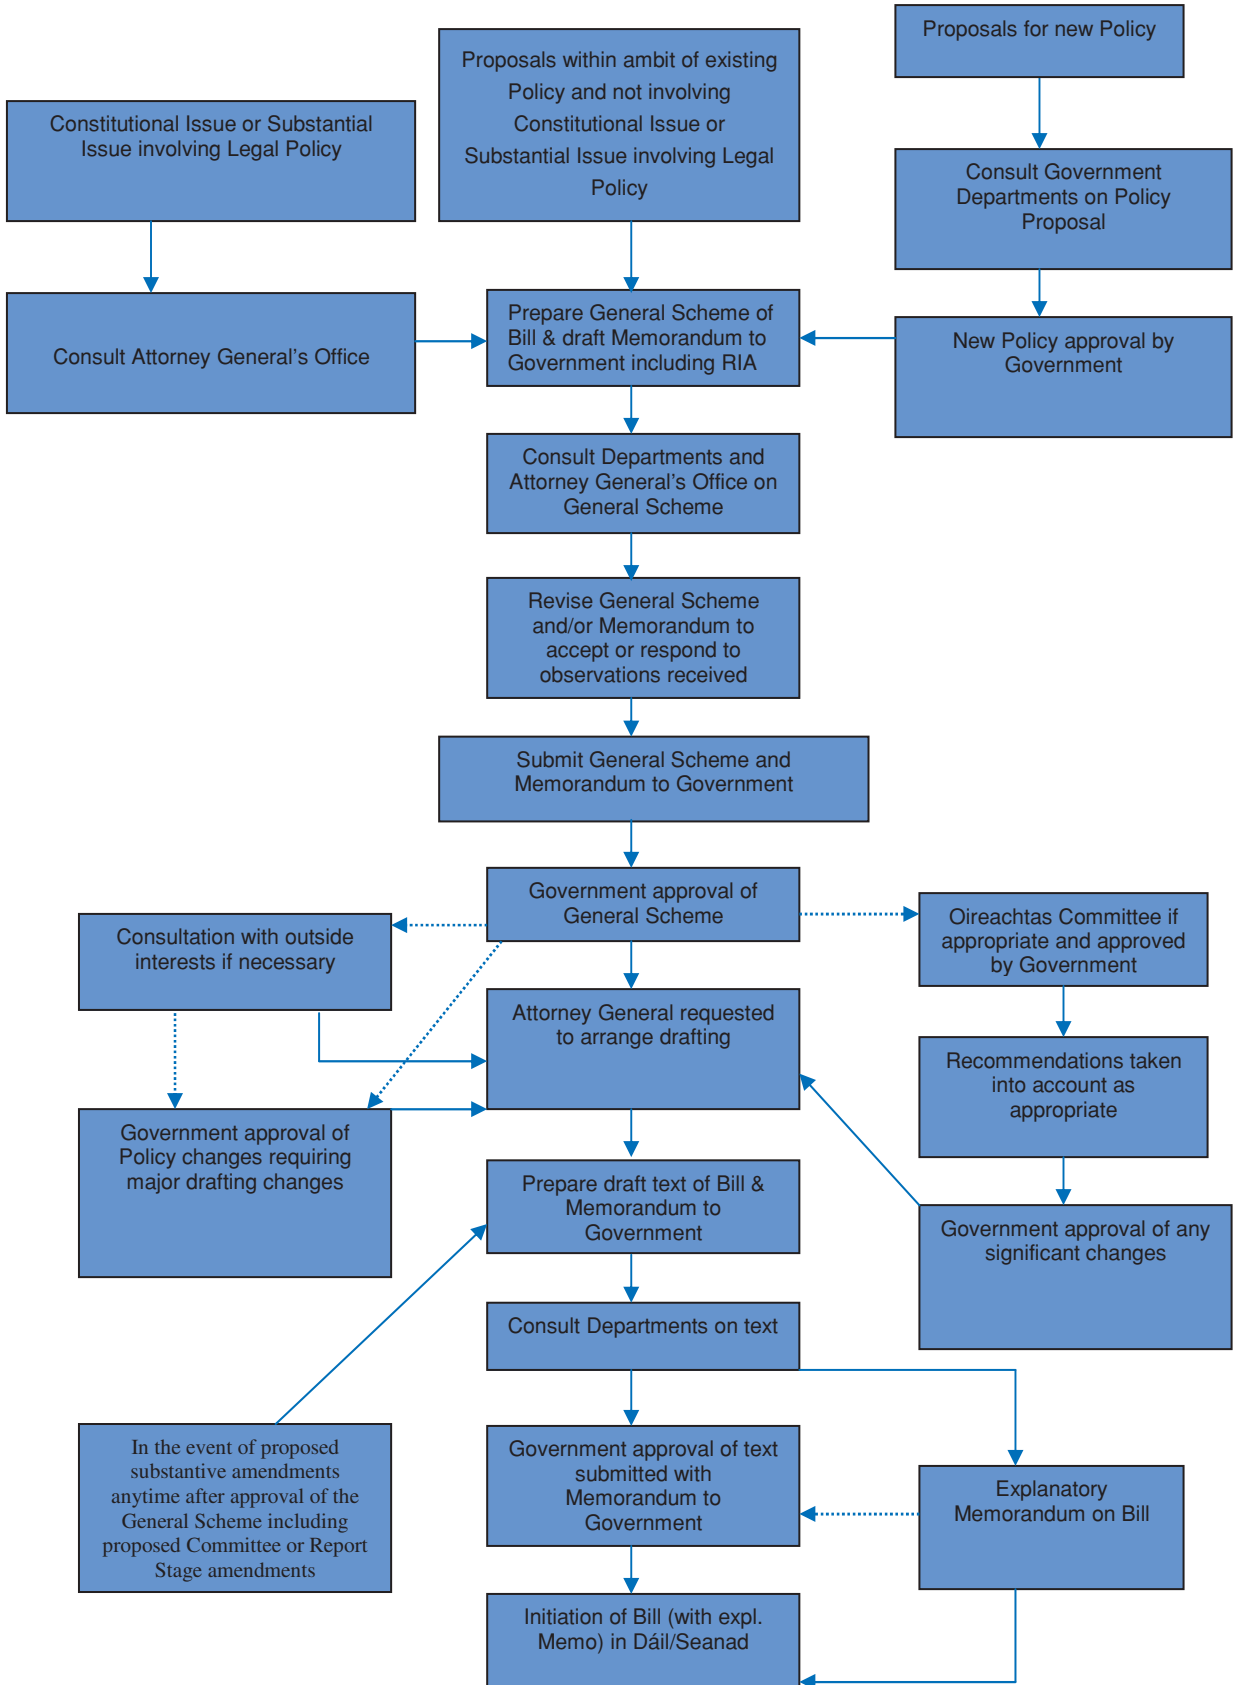 Proposals for new Policy
Proposals within ambit of existing
Policy and not involving
Constitutional Issue or
Substantial Issue involving Legal
Policy
Constitutional Issue or Substantial
Issue involving Legal Policy
Consult Government
Departments on Policy
Proposal
Consult Attorney General's Office
Prepare General Scheme of
Bill & draft Memorandum to
Government including RIA
New Policy approval by
Government
Consult Departments and
Attorney General's Office on
General Scheme
Revise General Scheme
and/or Memorandum to
accept or respond to
observations received
Submit General Scheme and
Memorandum to Government
Government approval of
General Scheme
Consultation with outside
interests if necessary
Oireachtas Committee if
appropriate and approved
by Government
Attorney General requested
to arrange drafting
Recommendations taken
into account as
appropriate
Government approval of
Policy changes requiring
major drafting changes
Prepare draft text of Bill &
Memorandum to
Government
Government approval of any
significant changes
Consult Departments on text
In the event of proposed
substantive amendments
anytime after approval of the
General Scheme including
proposed Committee or Report
Stage amendments
Government approval of text
submitted with
Memorandum to
Government
Explanatory
Memorandum on Bill
Initiation of Bill (with expl.
Memo) in Dáil/Seanad